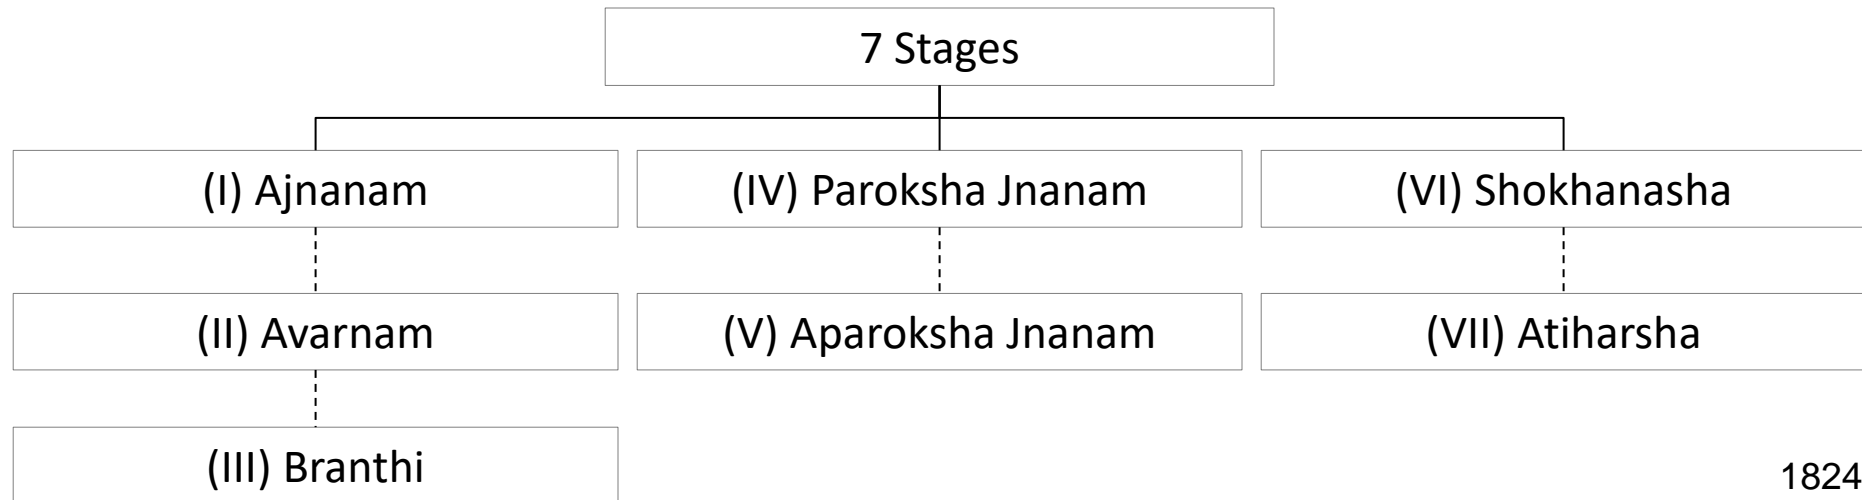 7 Stages
(I) Ajnanam
(IV) Paroksha Jnanam
(VI) Shokhanasha
(II) Avarnam
(V) Aparoksha Jnanam
(VII) Atiharsha
(III) Branthi
1824